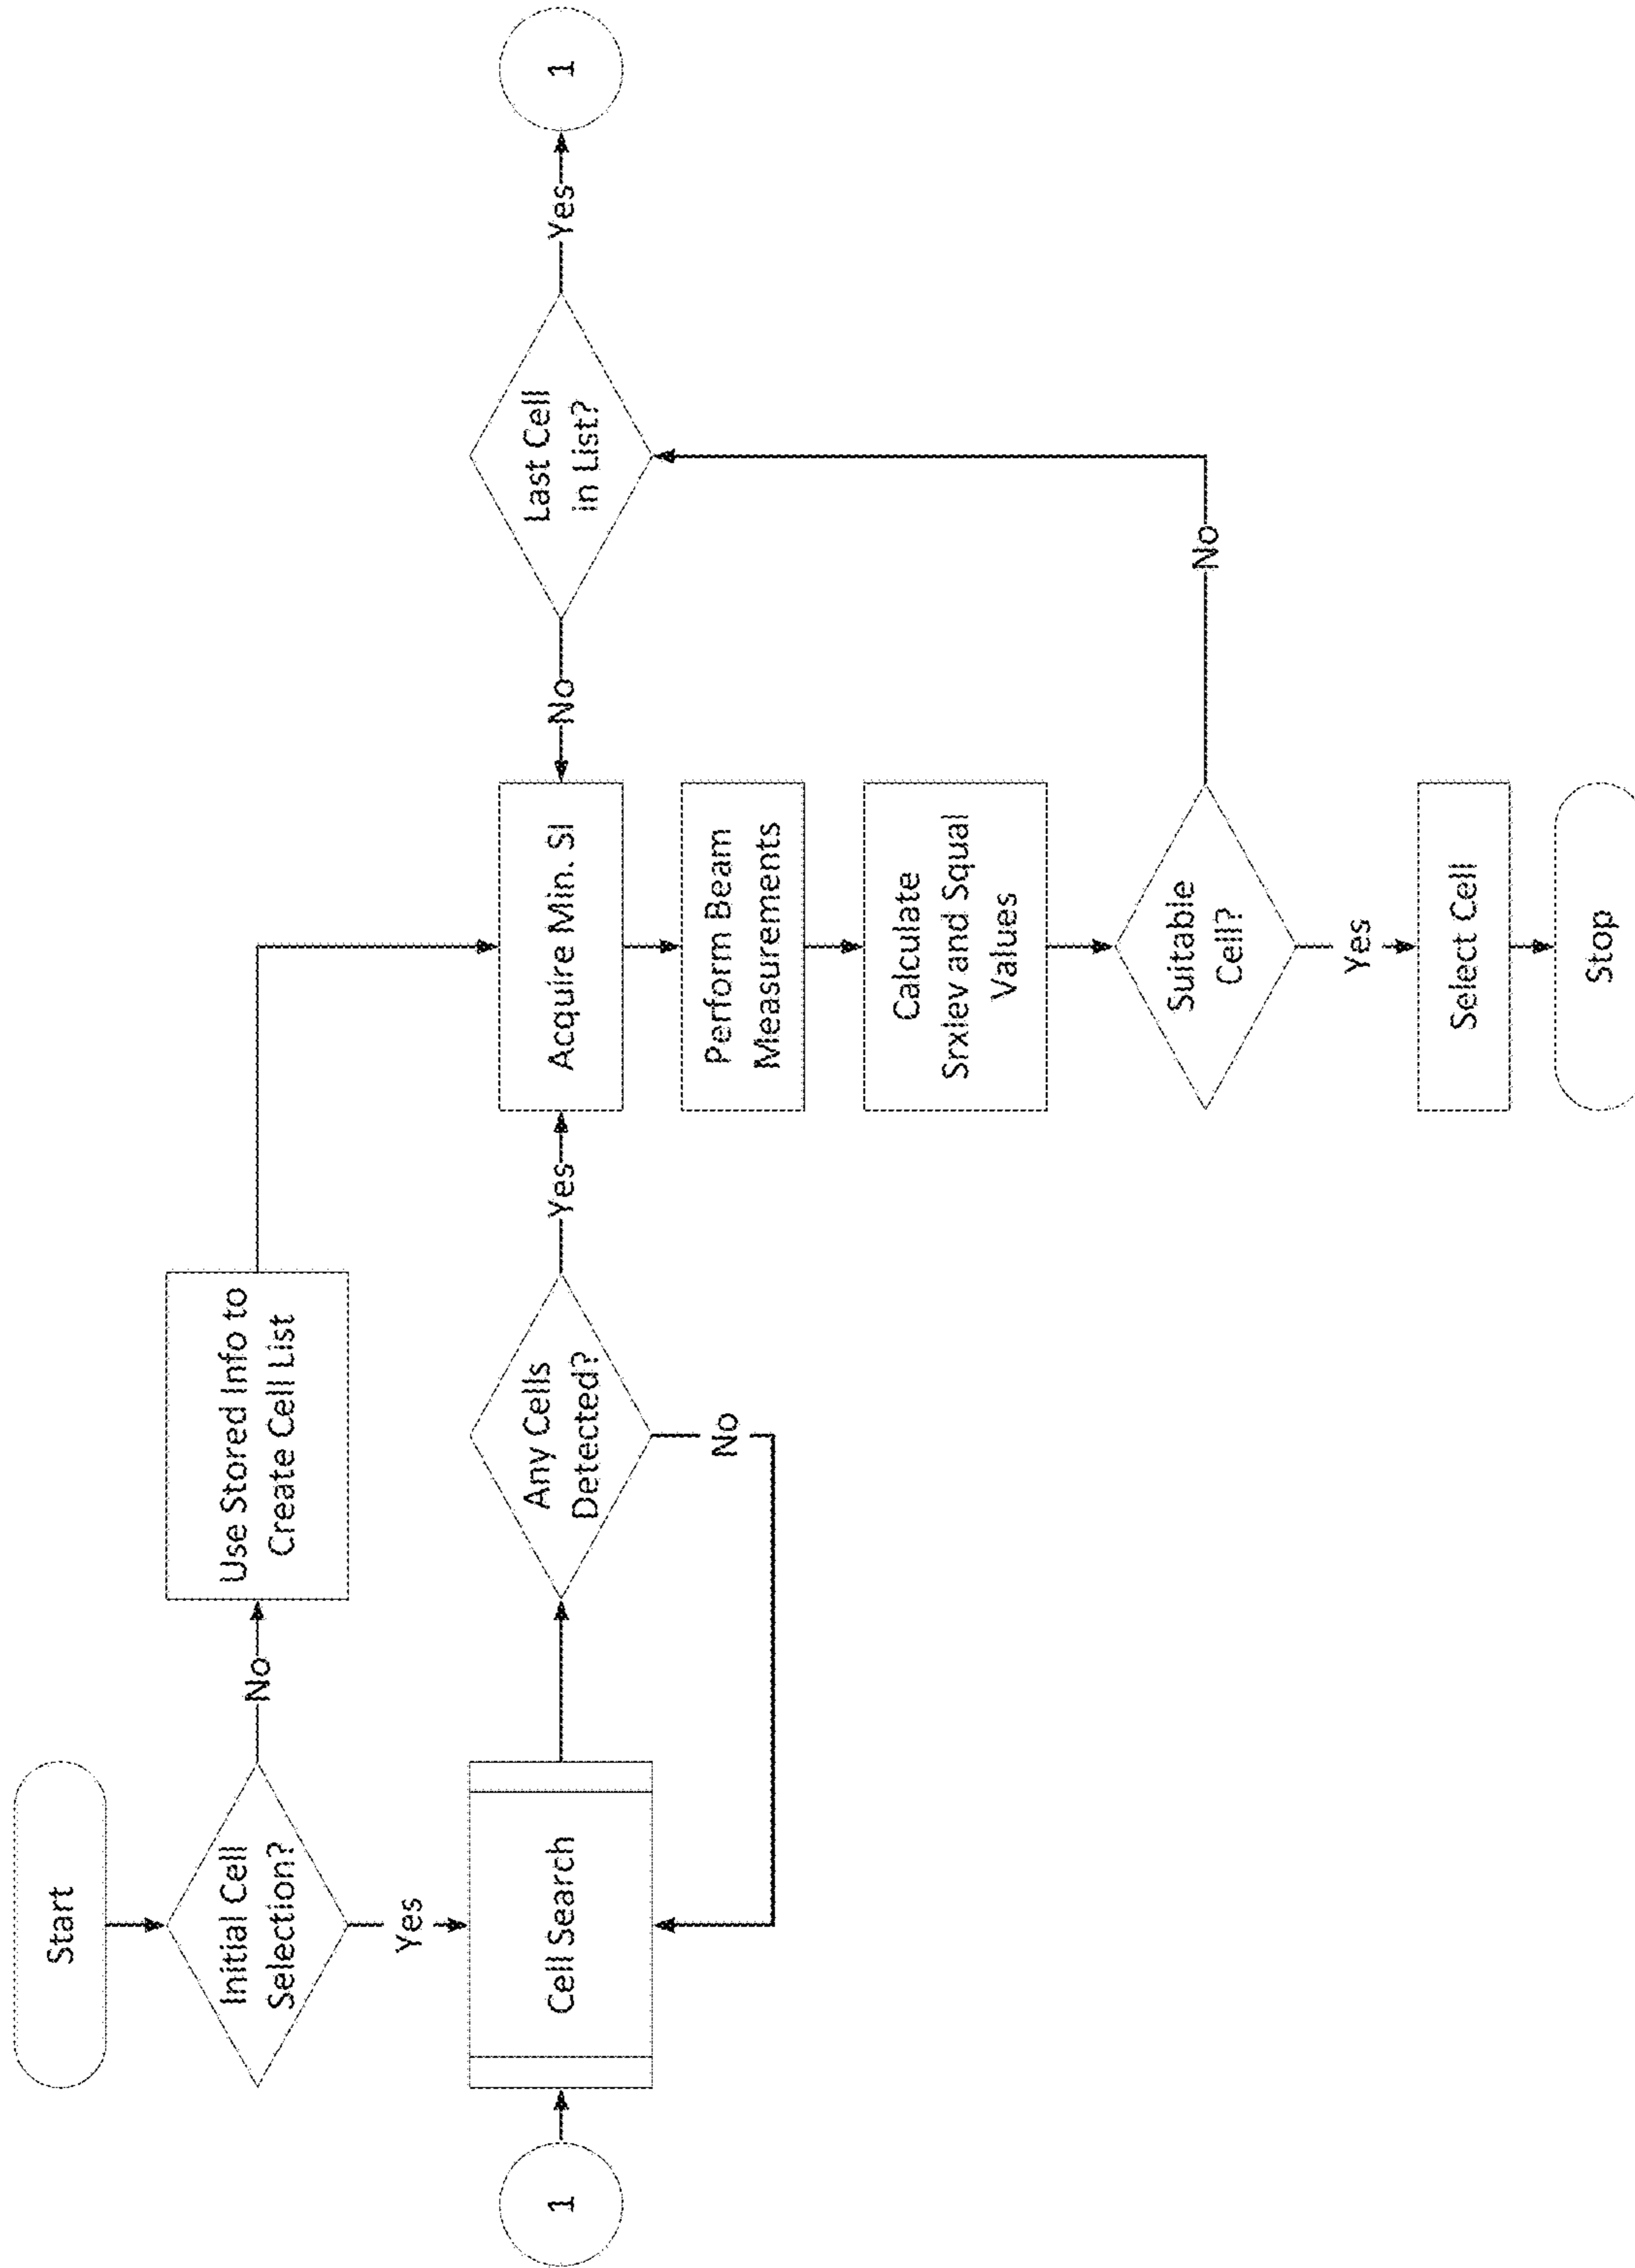 Start
Initial Cell
Selection?
No
Use Stored Info to
Create Cell List
Yes
1
Cell Search
Any Cells
Detected?
Yes
No
Acquire Min. SI
No
Last Cell
in List?
Yes
1
Perform Beam
Measurements
Calculate
Srxlev and Squal
Values
Suitable
Cell?
No
Yes
Select Cell
Stop